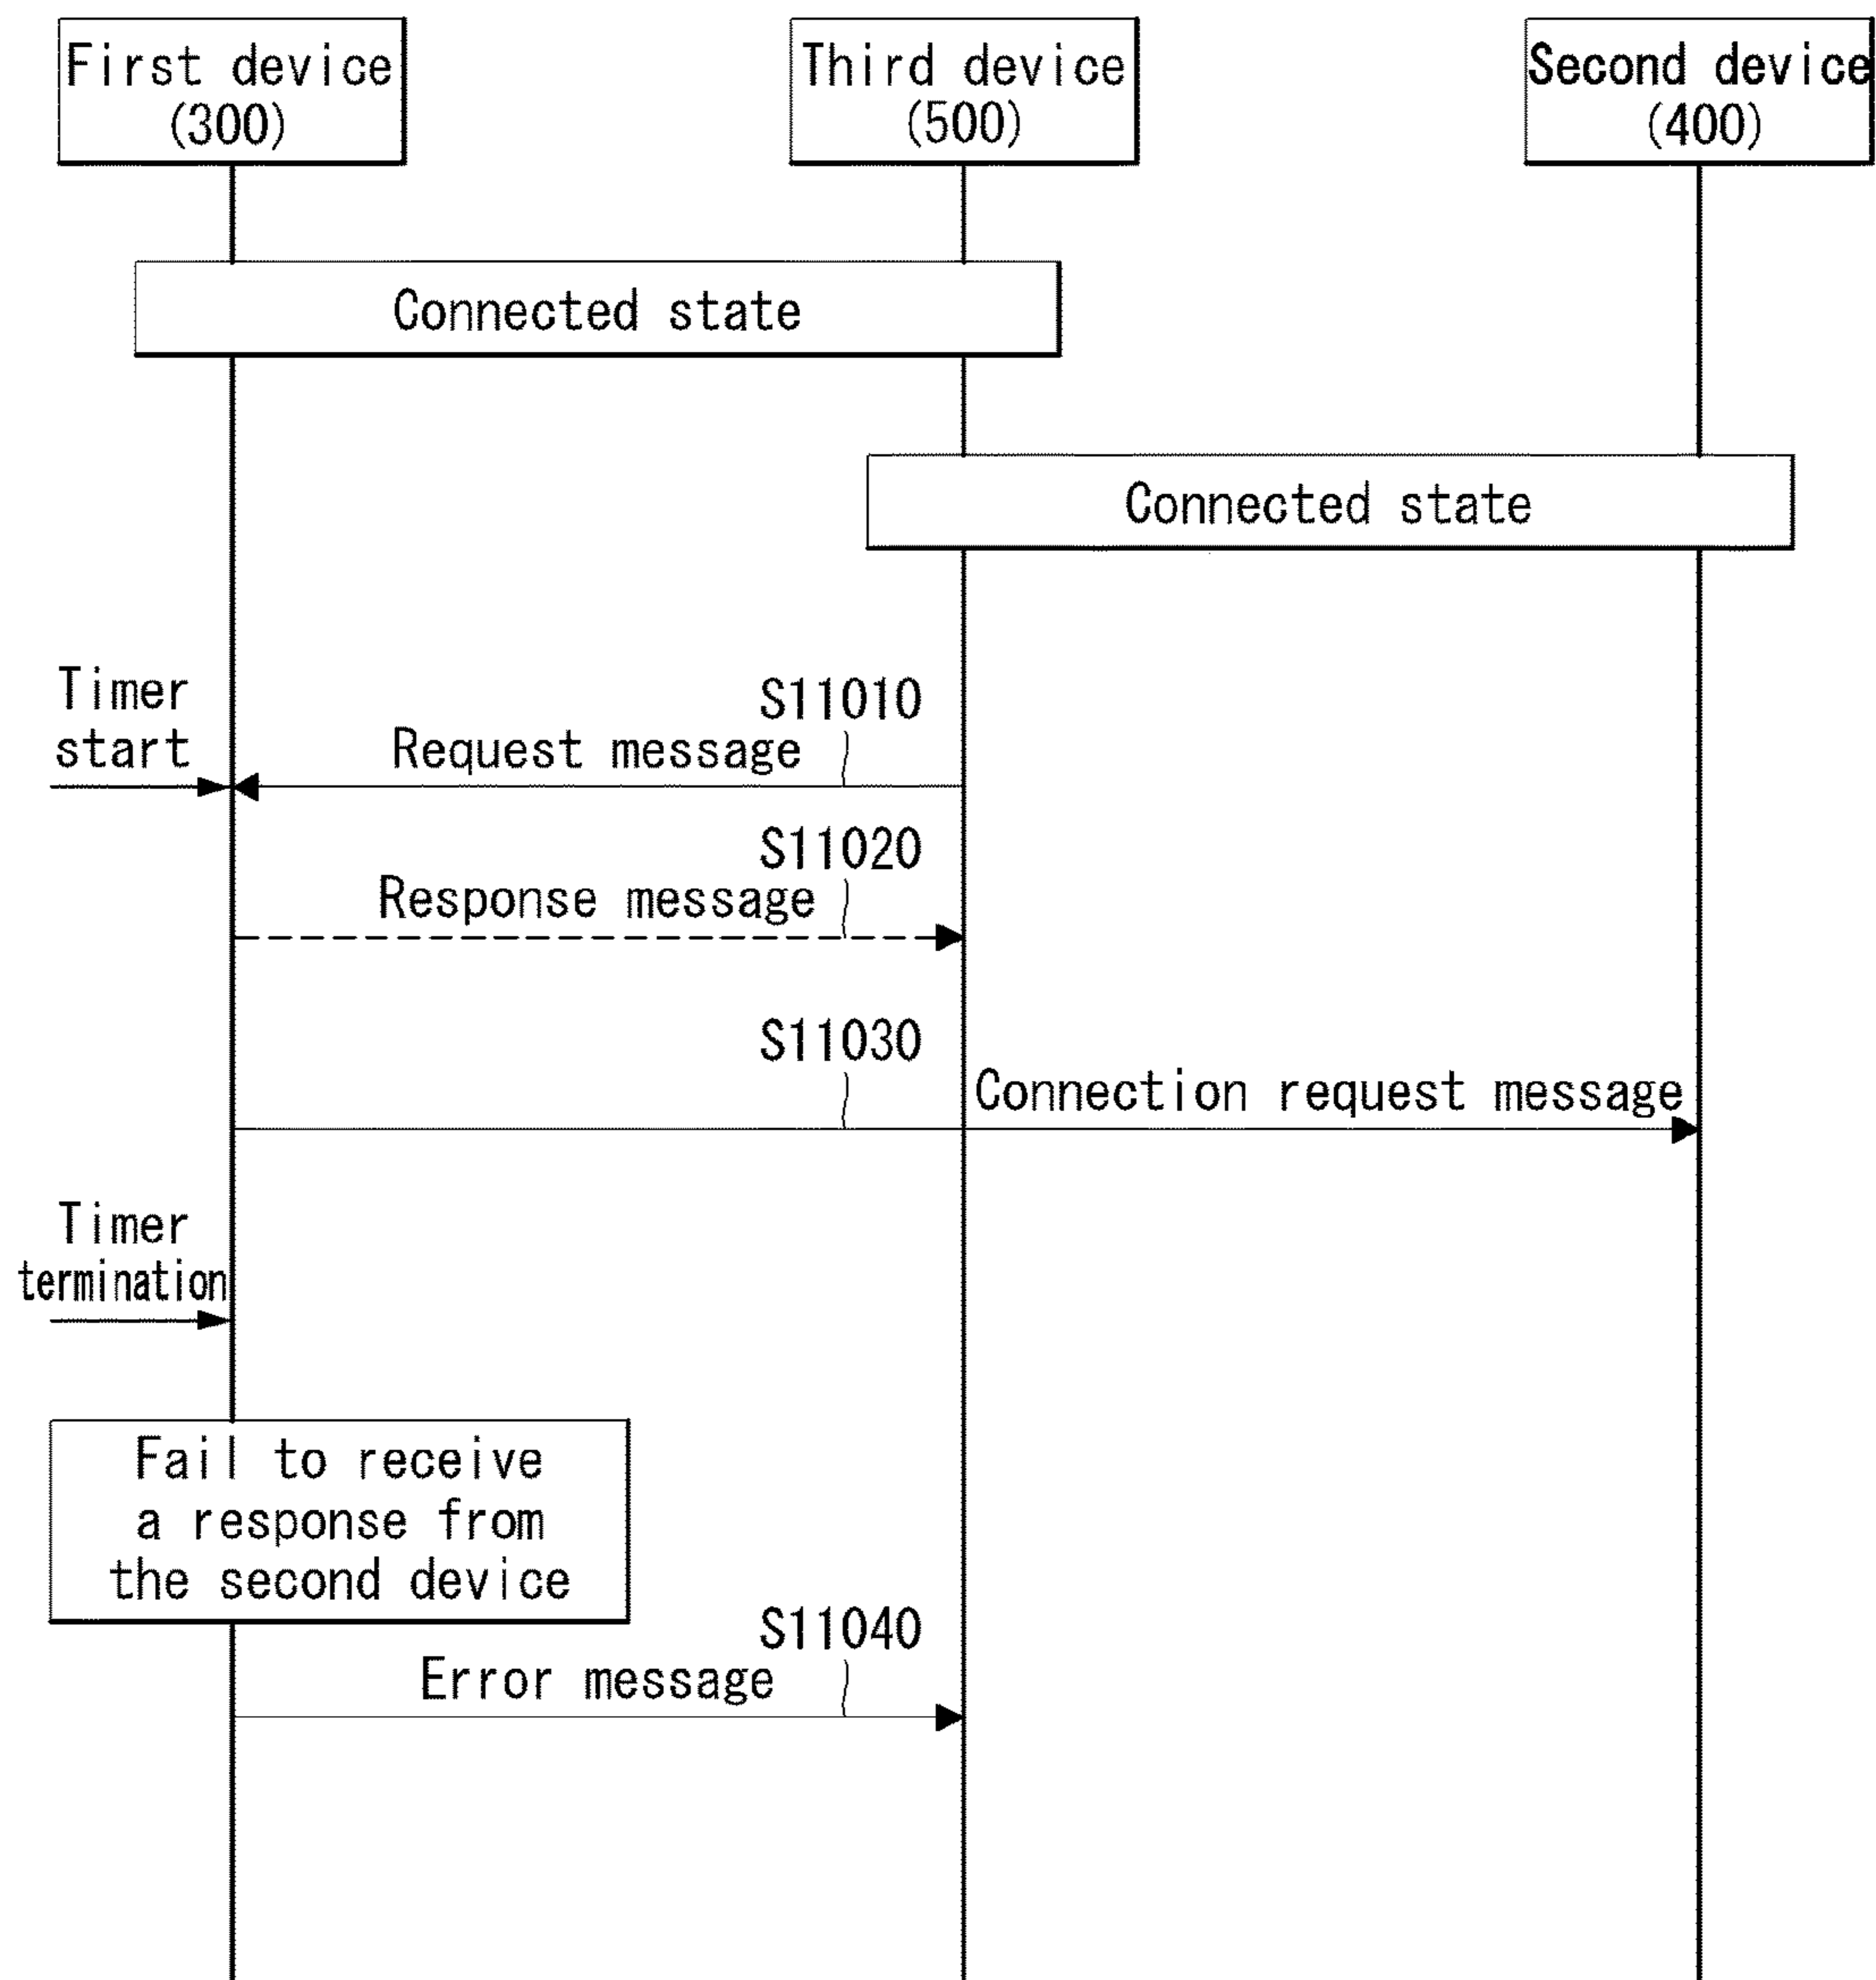 First device
(300)
Third device
(500)
Second device
(400)
Connected state
Connected state
Timer
start
S11010
Request message
S11020
Response message
S11030
Connection request message
Timer
termination
Fail to receive
a response from
the second device
S11040
Error message